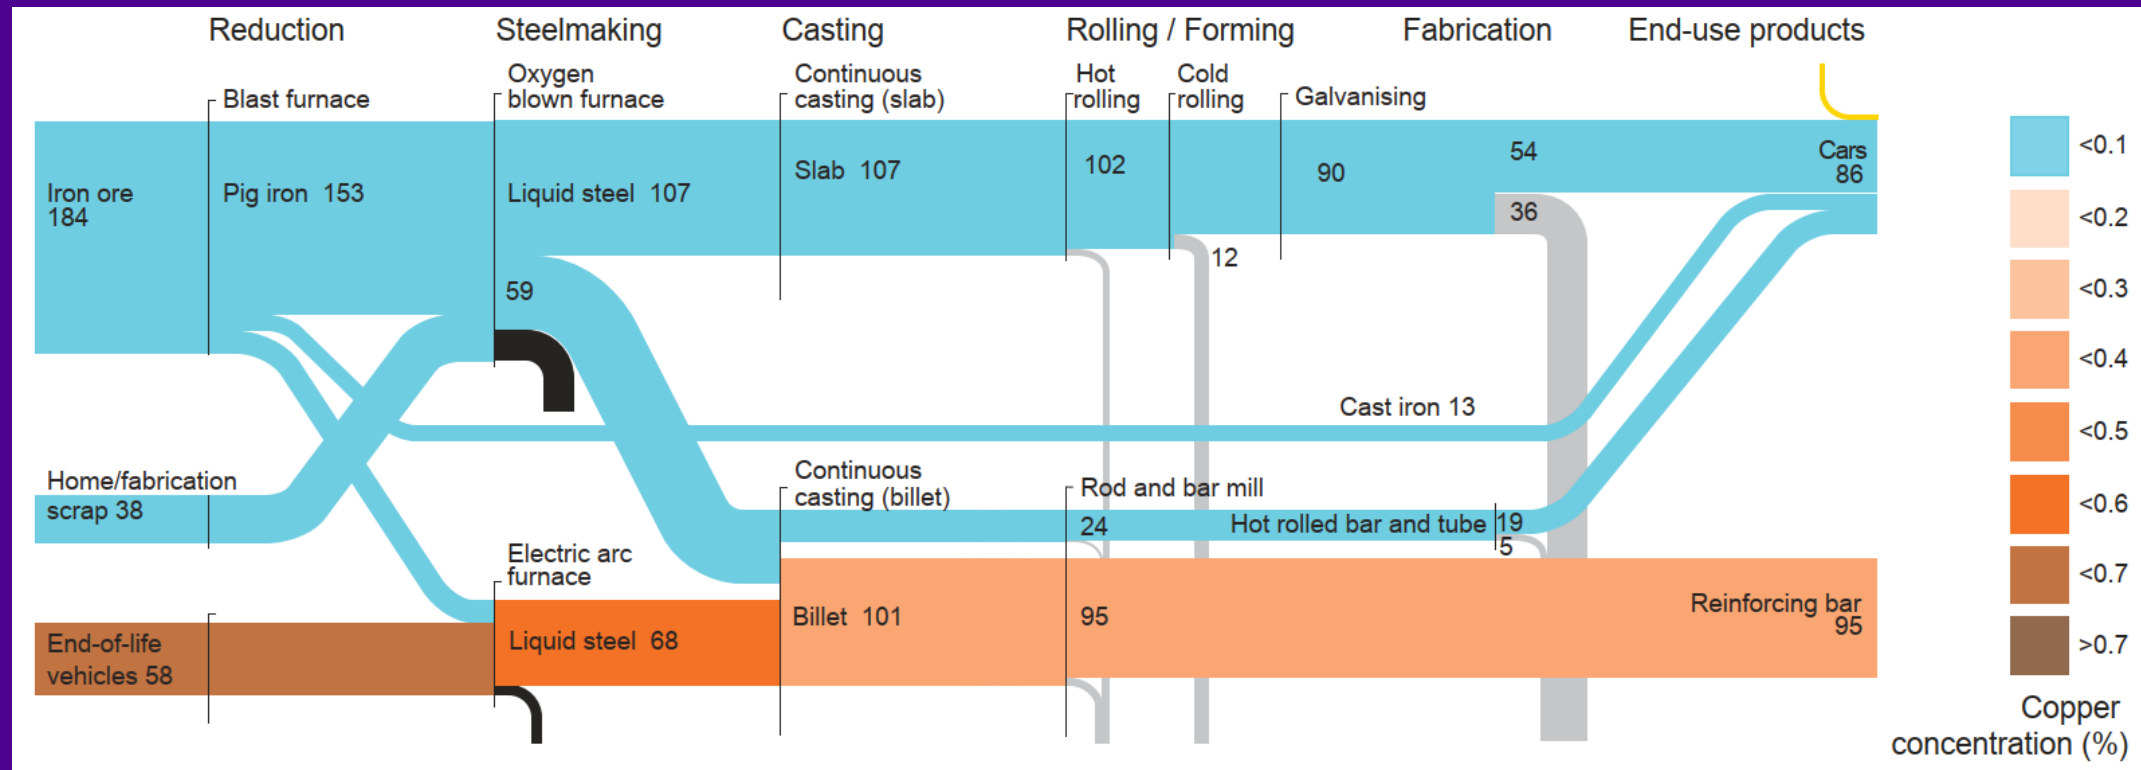 Reduction
Steelmaking
Casting
Rolling / Forming
Fabrication
End-use products
Blast furnace
Oxygen
blown furnace
Continuous
casting (slab)
Hot
rolling
Cold
rolling
Galvanising
Iron ore
184
Pig iron 153
Liquid steel 107
Slab 107
102
90
54
Cars
86
36
12
59
Cast iron 13
Home/fabrication
scrap 38
Continuous
casting (billet)
Rod and bar mill
24
Hot rolled bar and tube
19
5
Electric arc
furnace
End-of-life
vehicles 58
Liquid steel 68
Billet 101
95
Reinforcing bar
95
<0.1
<0.2
<0.3
<0.4
<0.5
<0.6
<0.7
>0.7
Copper
concentration (%)